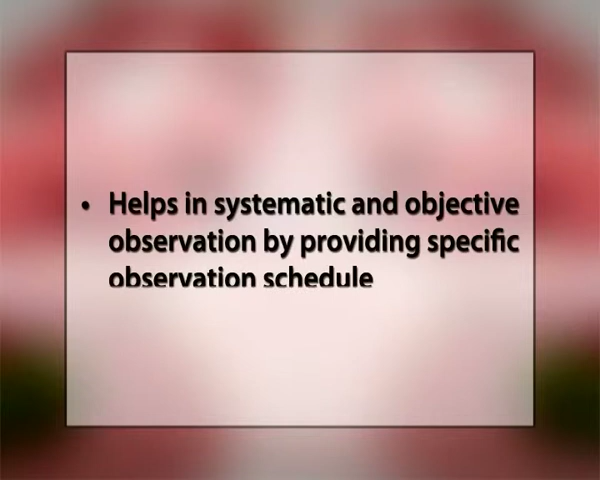 • Helps in systematic and objective
observation by providing specific
observation schedule